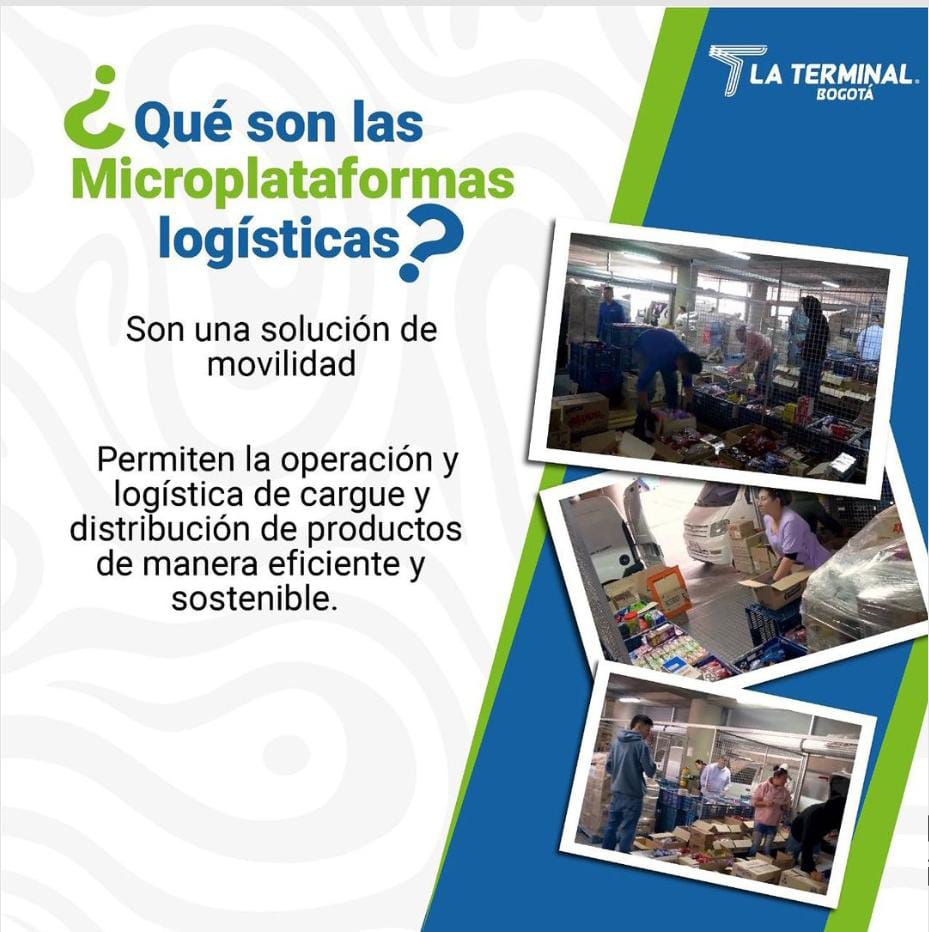 ¿Qué son las
Microplataformas
logísticas?
Son una solución de
movilidad
Permiten la operación y
logística de cargue y
distribución de productos
de manera eficiente y
sostenible.
LA TERMINAL
BOGOTÁ